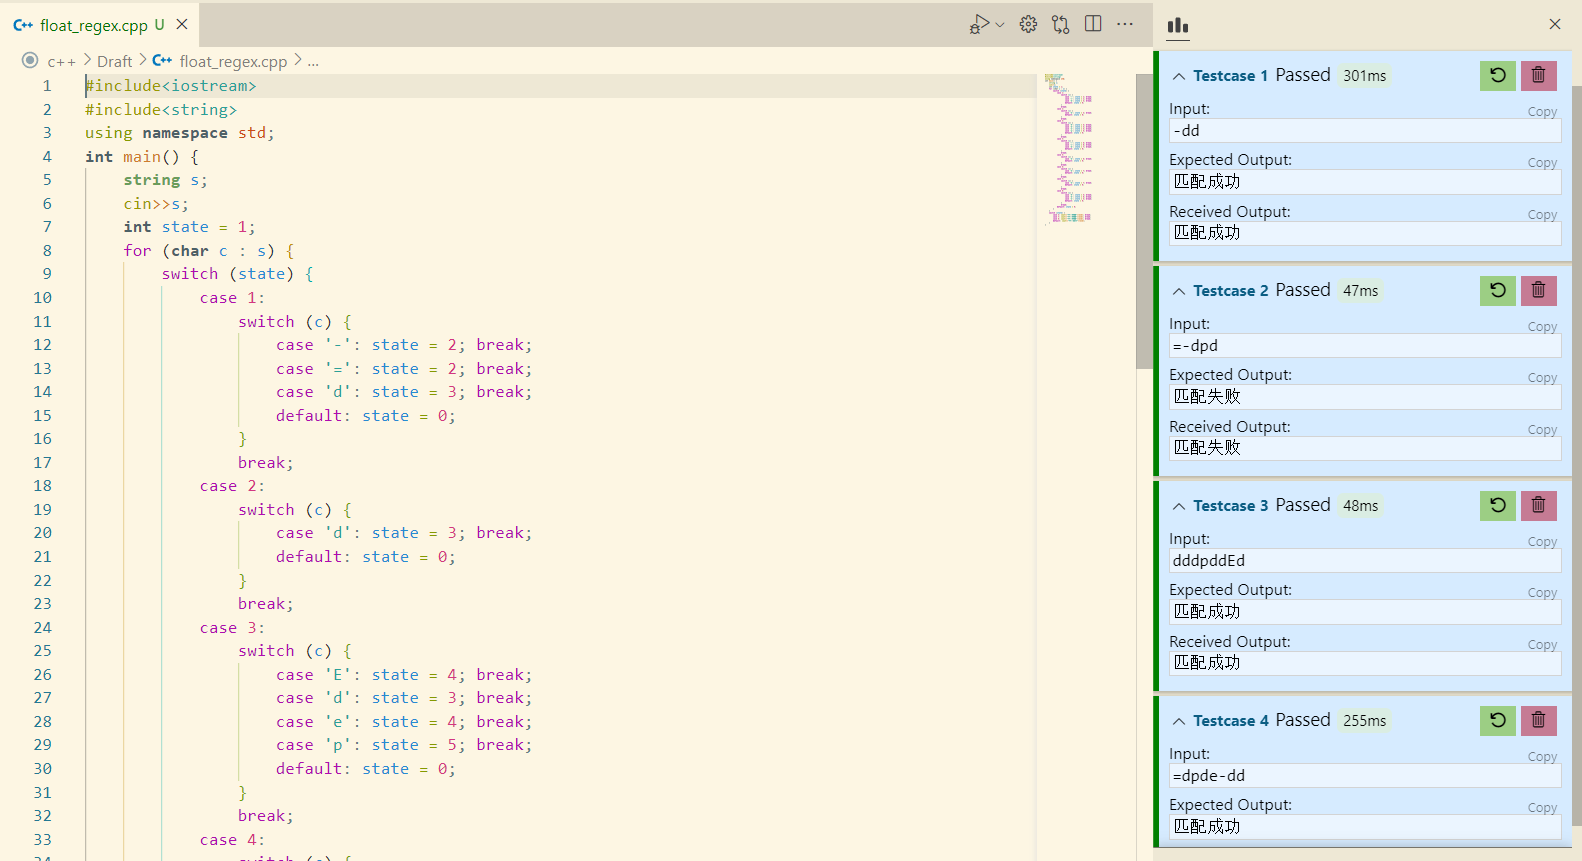 C++ float_regex.cpp U
c++ > Draft > C++ float_regex.cpp > ...
1 #include<iostream>
2 #include<string>
3 using namespace std;
4 int main() {
5 string s;
6 cin>>s;
7 int state = 1;
8 for (char c : s) {
9 switch (state) {
10 case 1:
11 switch (c) {
12 case '-': state = 2; break;
13 case '=': state = 2; break;
14 case 'd': state = 3; break;
15 default: state = 0;
16 }
17 break;
18 case 2:
19 switch (c) {
20 case 'd': state = 3; break;
21 default: state = 0;
22 }
23 break;
24 case 3:
25 switch (c) {
26 case 'E': state = 4; break;
27 case 'd': state = 3; break;
28 case 'e': state = 4; break;
29 case 'p': state = 5; break;
30 default: state = 0;
31 }
32 break;
33 case 4:
34 switch (c) {
Testcase 1 Passed 301ms
Input:
Copy
-dd
Expected Output:
Copy
匹配成功
Received Output:
Copy
匹配成功
Testcase 2 Passed 47ms
Input:
Copy
=-dpd
Expected Output:
Copy
匹配失败
Received Output:
Copy
匹配失败
Testcase 3 Passed 48ms
Input:
Copy
dddpddEd
Expected Output:
Copy
匹配成功
Received Output:
Copy
匹配成功
Testcase 4 Passed 255ms
Input:
Copy
=dpde-dd
Expected Output:
Copy
匹配成功